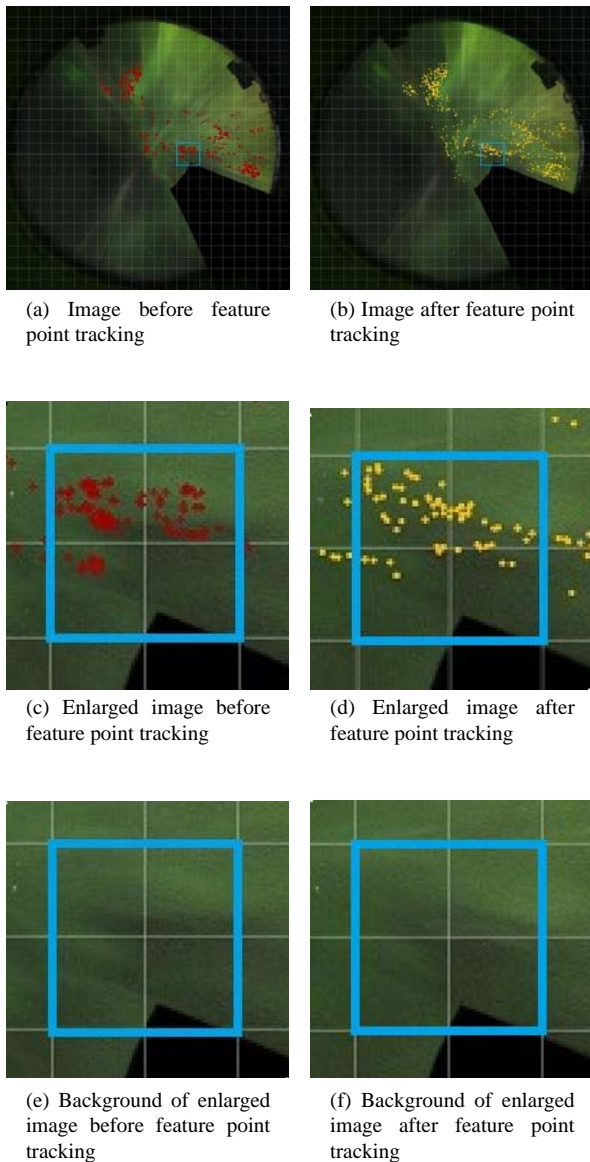 (a) Image before feature
point tracking
(b) Image after feature point
tracking
(c) Enlarged image before
feature point tracking
(d) Enlarged image after
feature point tracking
(e) Background of enlarged
image before feature point
tracking
(f) Background of enlarged
image after feature point
tracking